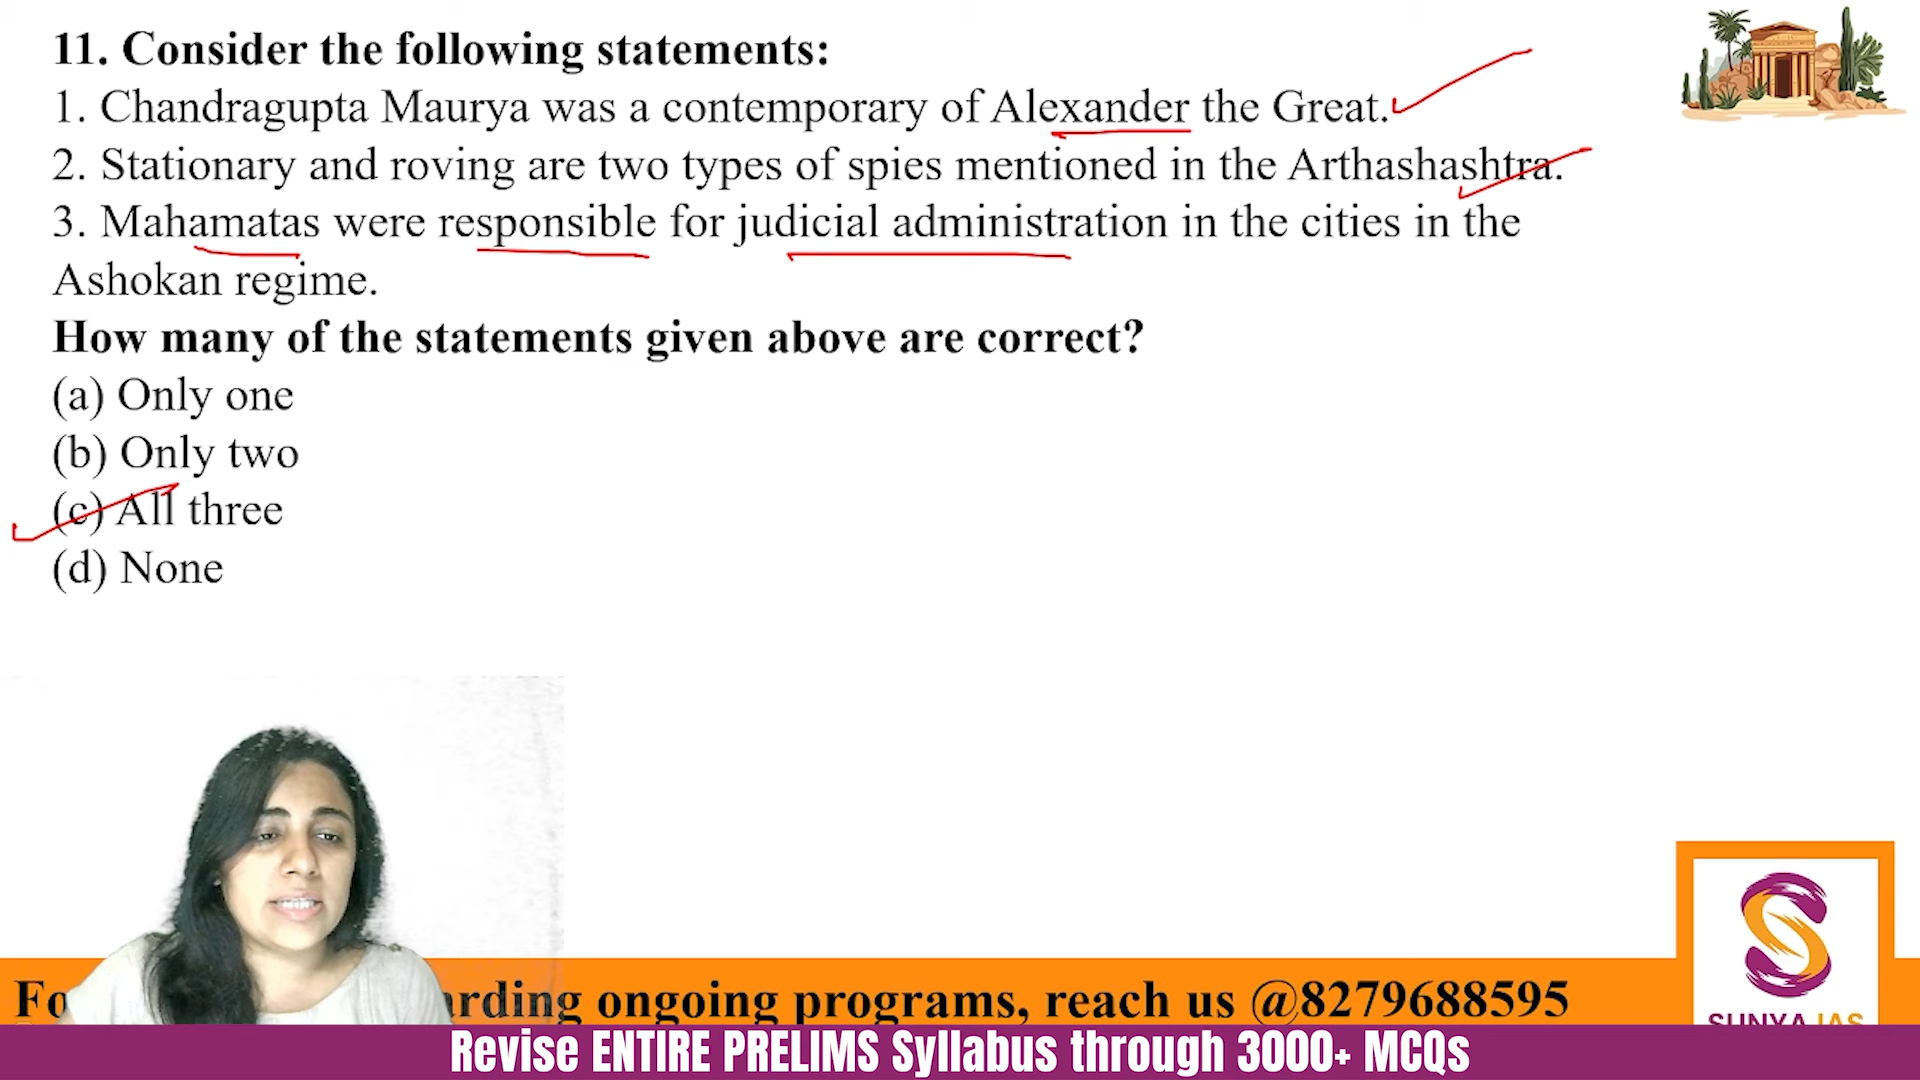 11. Consider the following statements:
1. Chandragupta Maurya was a contemporary of Alexander the Great.
2. Stationary and roving are two types of spies mentioned in the Arthashashtra.
3. Mahamatas were responsible for judicial administration in the cities in the
Ashokan regime.
How many of the statements given above are correct?
(a) Only one
(b) Only two
(c) All three
(d) None
ongoing programs, reach us @8279688595
SUNYA IAS
Revise ENTIRE PRELIMS Syllabus through 3000+ MCQs